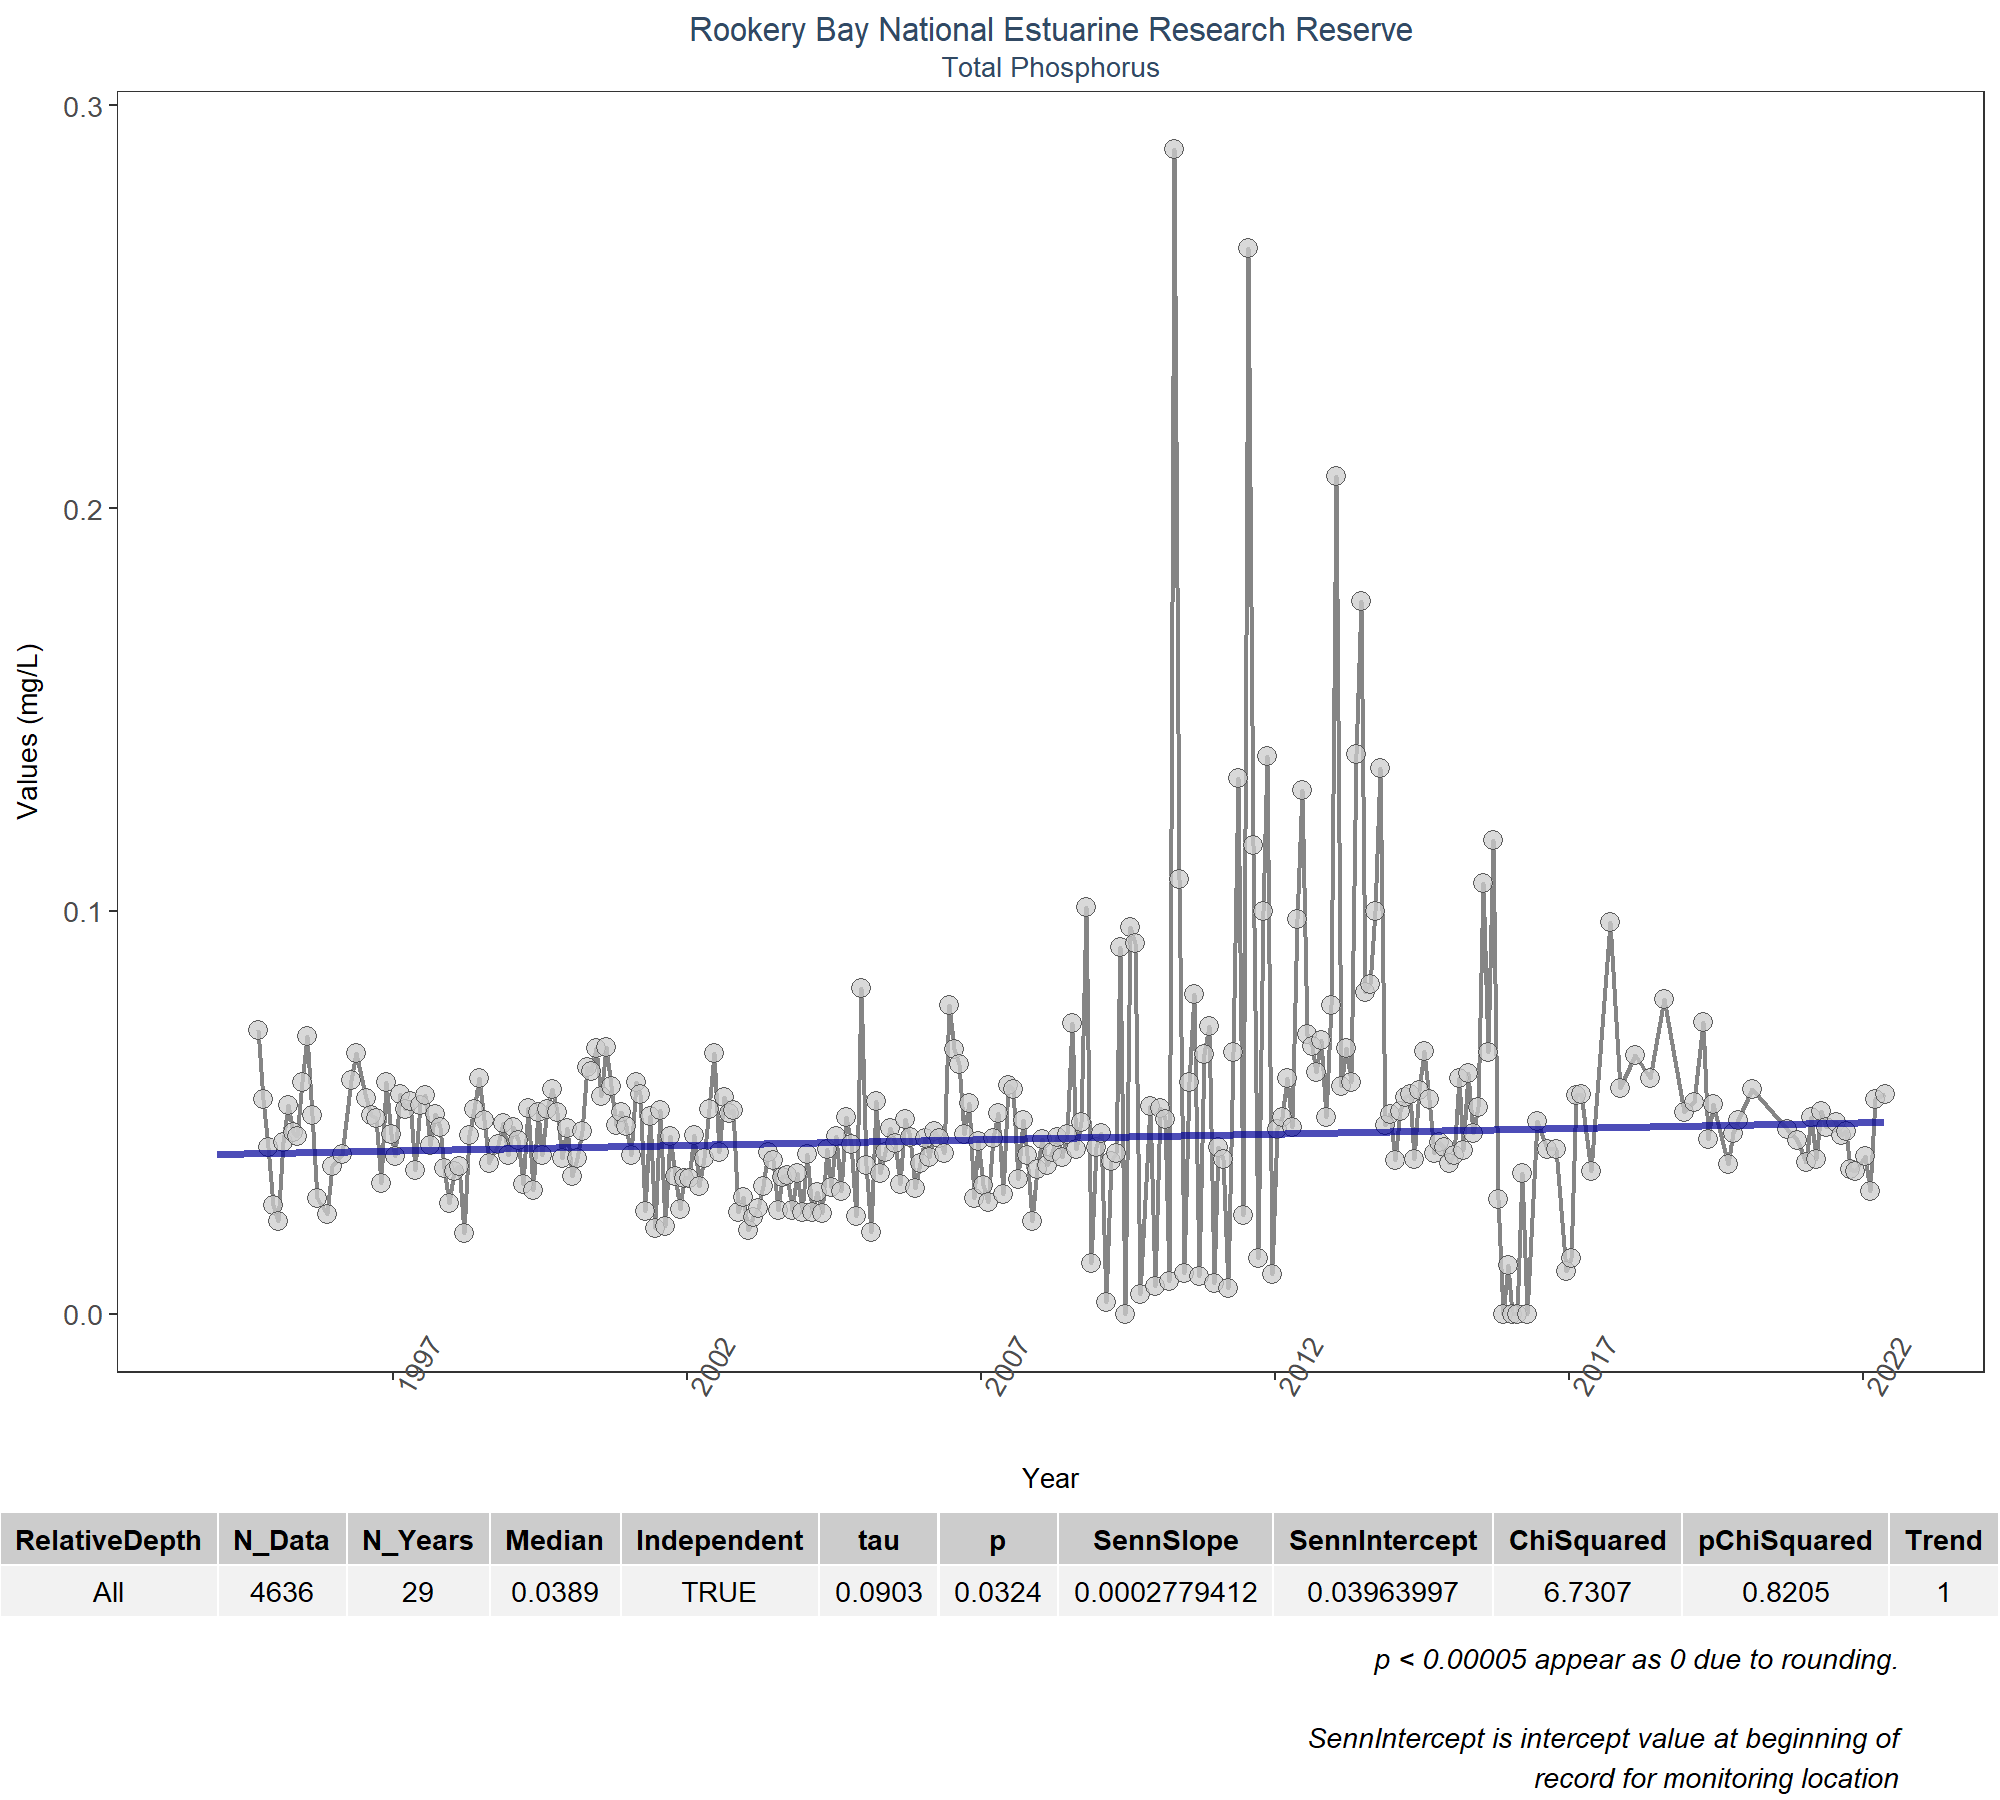 Rookery Bay National Estuarine Research Reserve
Total Phosphorus
0.3
0.2
0.1
0.0
Values (mg/L)
1997
2002
2007
2012
2017
2022
Year
RelativeDepth N_Data N_Years Median Independent tau p SennSlope SennIntercept ChiSquared pChiSquared Trend
All 4636 29 0.0389 TRUE 0.0903 0.0324 0.0002779412 0.03963997 6.7307 0.8205 1
p < 0.00005 appear as 0 due to rounding.
SennIntercept is intercept value at beginning of
record for monitoring location